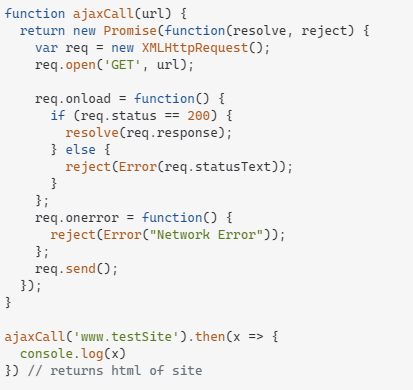 function ajaxCall(url) {
  return new Promise(function(resolve, reject) {
    var req = new XMLHttpRequest();
    req.open('GET', url);

    req.onload = function() {
      if (req.status == 200) {
        resolve(req.response);
      } else {
        reject(Error(req.statusText));
      }
    };
    req.onerror = function() {
      reject(Error("Network Error"));
    };
    req.send();
  });
}

ajaxCall('www.testSite').then(x => {
  console.log(x)
}) // returns html of site